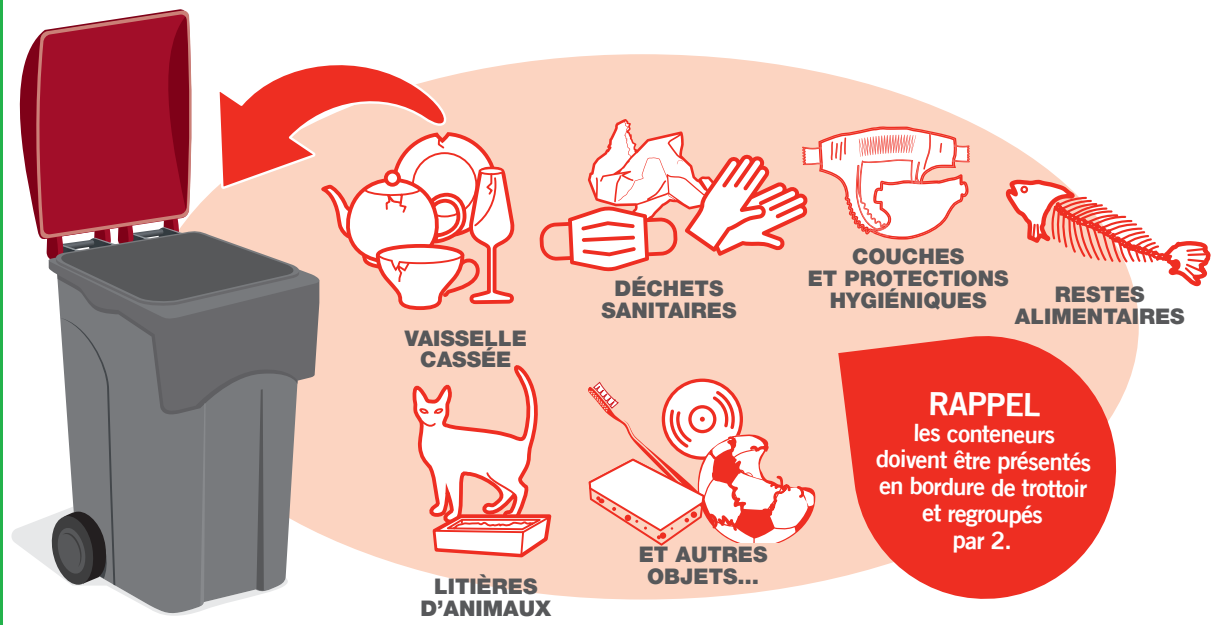 VAISSELLE
CASSÉE
DÉCHETS
SANITAIRES
COUCHES
ET PROTECTIONS
HYGIÉNIQUES
RESTES
ALIMENTAIRES
LITIÈRES
D'ANIMAUX
ET AUTRES
OBJETS...
RAPPEL
les conteneurs
doivent être présentés
en bordure de trottoir
et regroupés
par 2.